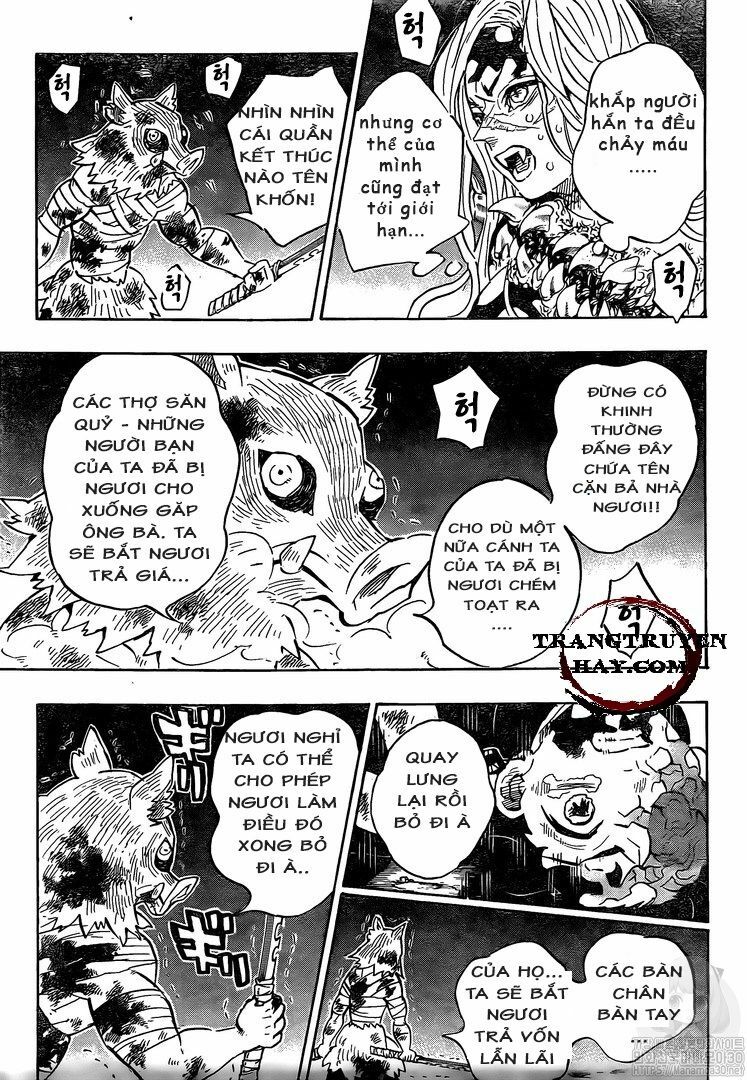 khắp người
hắn ta đều
chảy máu
.....
nhưng cơ
thể của
mình
cũng đạt
tới giới
hạn...
헉
헉
NHÌN NHÌN
CÁI QUẦN
KẾT THÚC
NÀO TÊN
KHỐN!
헉
헉
헉
ĐỪNG CÓ
KHINH
THƯỜNG
ĐẤNG ĐÂY
CHỨA TÊN
CẶN BẢ NHÀ
NGƯƠI!!
헉
CHO DÙ MỘT
NỮA CÁNH TA
CỦA TA ĐÃ BỊ
NGƯƠI CHÉM
TOẠT RA
....
CÁC THỢ SĂN
QUỶ - NHỮNG
NGƯỜI BẠN
CỦA TA ĐÃ BỊ
NGƯƠI CHO
XUỐNG GẶP
ÔNG BÀ. TA
SẼ BẮT NGƯƠI
TRẢ GIÁ...
헉
TRANGTRUYEN
HAY.COM
QUAY
LƯNG
LẠI RỒI
BỎ ĐI À
NGƯƠI NGHỈ
TA CÓ THỂ
CHO PHÉP
NGƯƠI LÀM
ĐIỀU ĐÓ
XONG BỎ
ĐI À..
CÁC BÀN
CHÂN
BÀN TAY
...
CỦA HỌ...
TA SẼ BẮT
NGƯƠI
TRẢ VỐN
LẪN LÃI